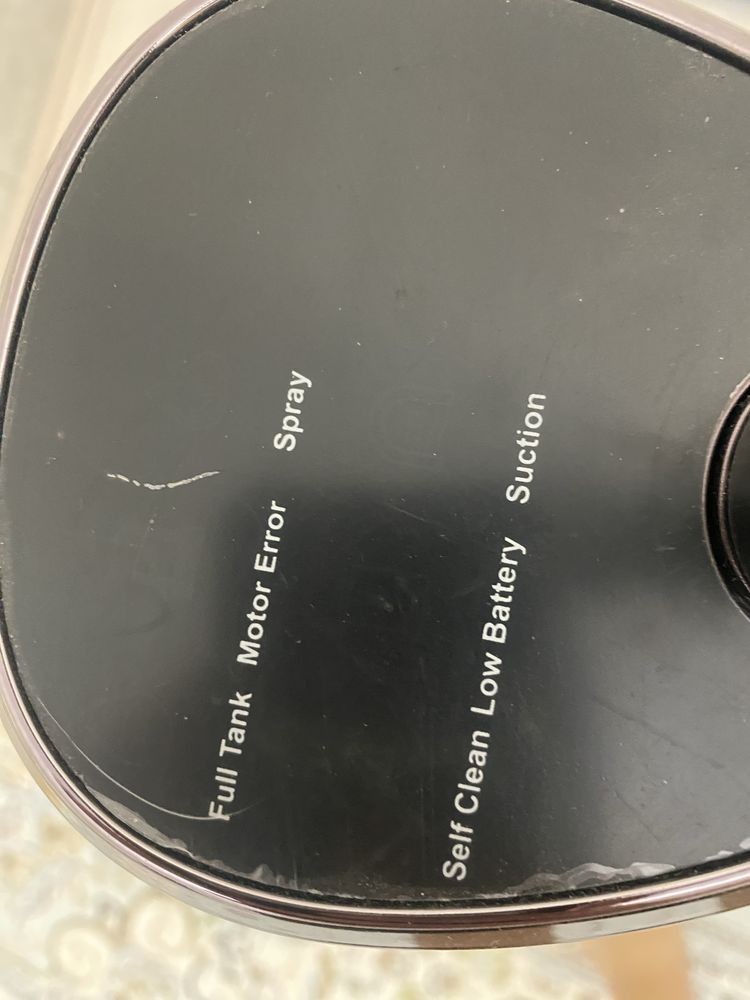 Full Tank Motor Error Spray
Self Clean Low Battery Suction